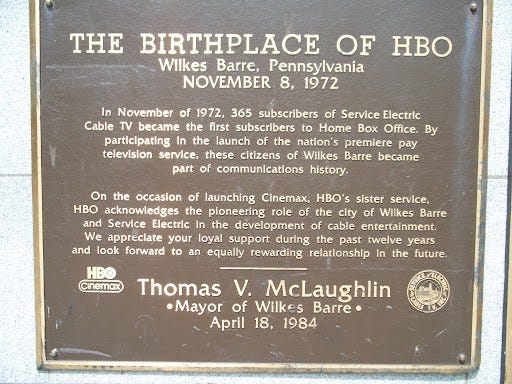 THE BIRTHPLACE OF HBO
Wilkes Barre, Pennsylvania
NOVEMBER 8, 1972
In November of 1972, 365 subscribers of Service Electric
Cable TV became the first subscribers to Home Box Office. By
participating in the launch of the nation's premiere pay
television service, these citizens of Wilkes Barre became
part of communications history.
On the occasion of launching Cinemax, HBO's sister service,
HBO acknowledges the pioneering role of the city of Wilkes Barre
and Service Electric in the development of cable entertainment.
We appreciate your loyal support during the past twelve years
and look forward to an equally rewarding relationship in the future.
HBO
Cinemax
Thomas V. McLaughlin
• Mayor of Wilkes Barre •
April 18, 1984